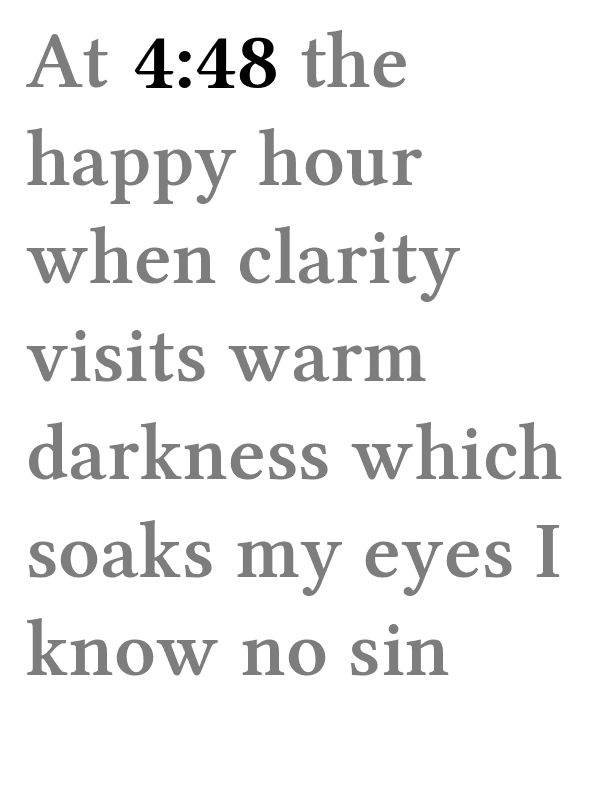 At 4:48 the
happy hour
when clarity
visits warm
darkness which
soaks my eyes I
know no sin